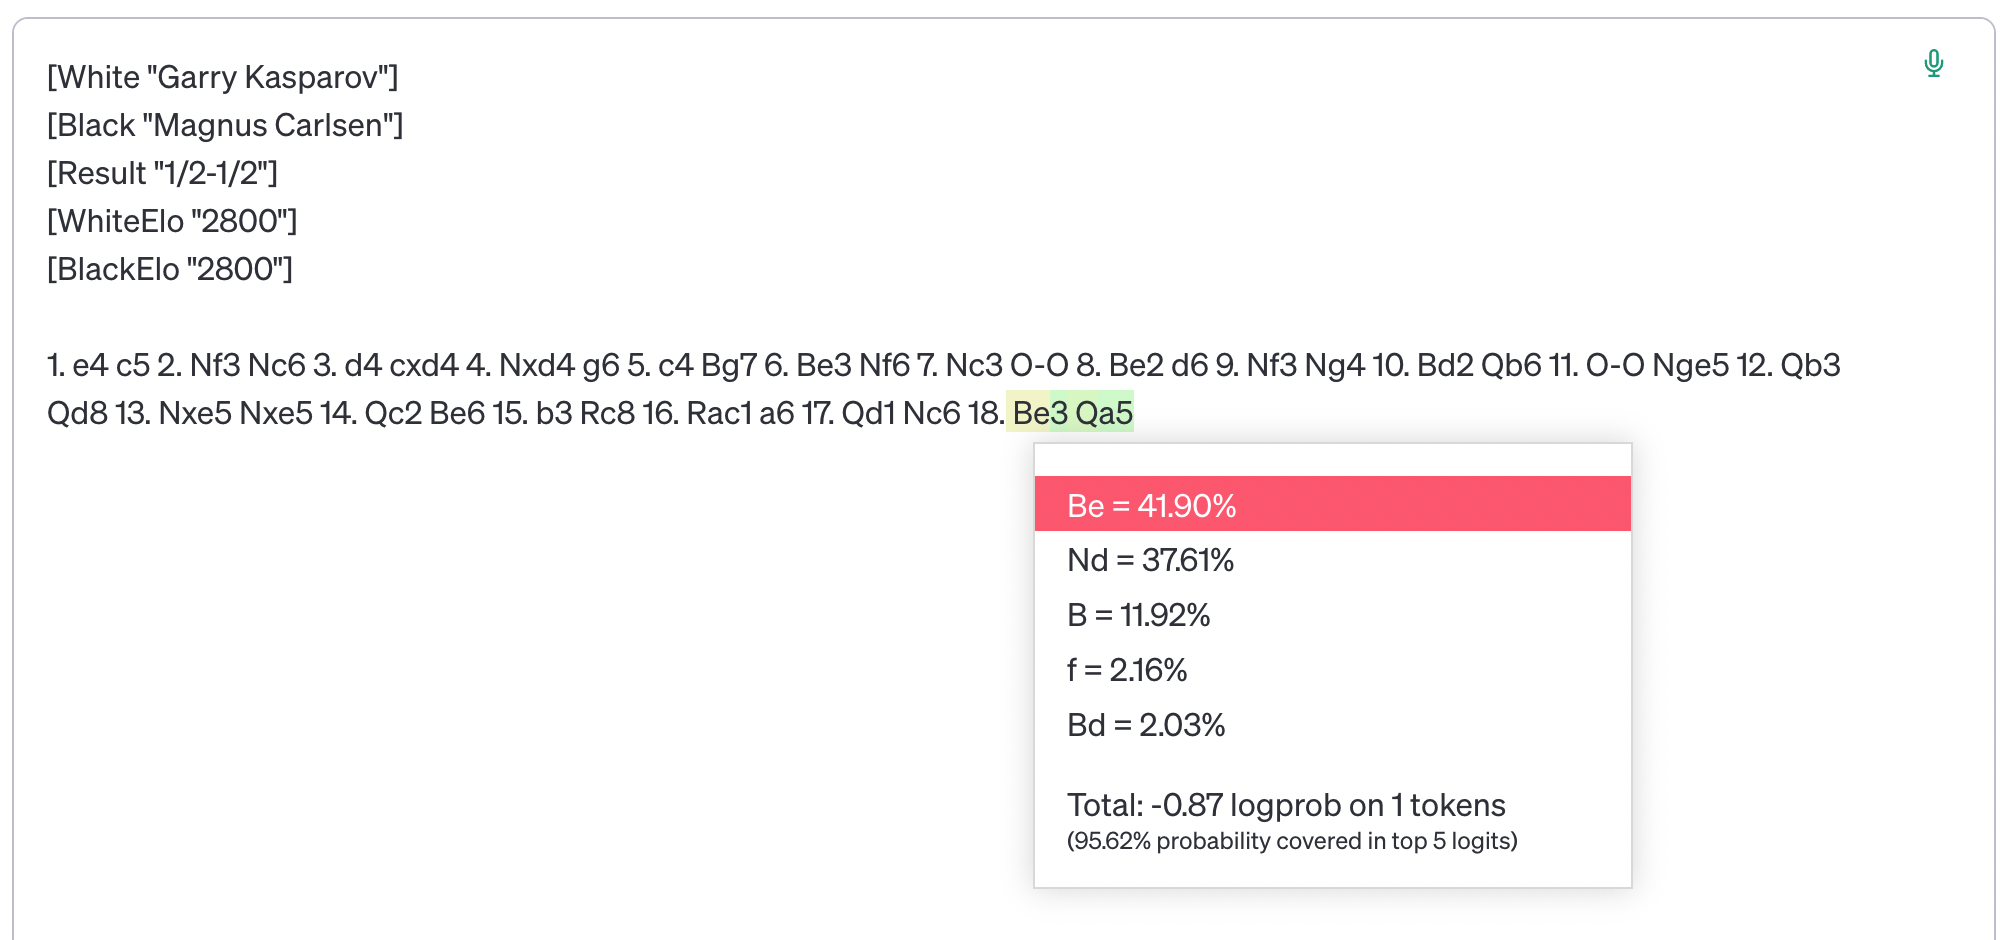 [White "Garry Kasparov"]
[Black "Magnus Carlsen"]
[Result "1/2-1/2"]
[WhiteElo "2800"]
[BlackElo "2800"]
1. e4 c5 2. Nf3 Nc6 3. d4 cxd4 4. Nxd4 g6 5. c4 Bg7 6. Be3 Nf6 7. Nc3 O-O 8. Be2 d6 9. Nf3 Ng4 10. Bd2 Qb6 11. O-O Nge5 12. Qb3
Qd8 13. Nxe5 Nxe5 14. Qc2 Be6 15. b3 Rc8 16. Rac1 a6 17. Qd1 Nc6 18. Be3 Qa5
Be = 41.90%
Nd = 37.61%
B = 11.92%
f = 2.16%
Bd = 2.03%
Total: -0.87 logprob on 1 tokens
(95.62% probability covered in top 5 logits)